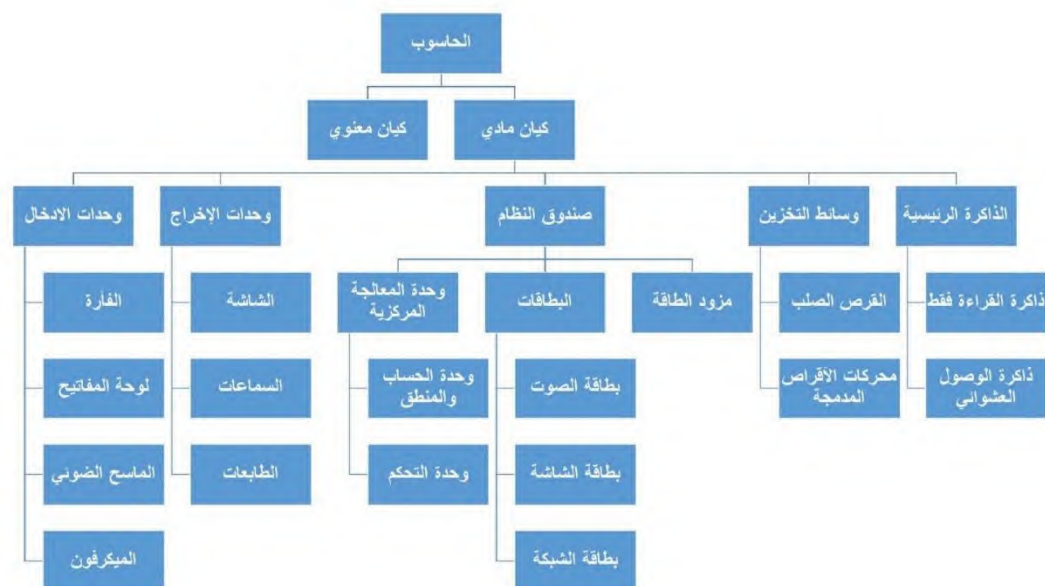 الحاسوب
كيان مادي
كيان معنوي
الذاكرة الرئيسية
وسائط التخزين
صندوق النظام
وحدات الإخراج
وحدات الادخال
ذاكرة القراءة فقط
القرص الصلب
مزود الطاقة
البطاقات
وحدة المعالجة
المركزية
الشاشة
الفأرة
ذاكرة الوصول
العشوائي
محركات الأقراص
المدمجة
بطاقة الصوت
وحدة الحساب
والمنطق
السماعات
لوحة المفاتيح
بطاقة الشاشة
وحدة التحكم
الطابعات
الماسح الضوئي
بطاقة الشبكة
الميكرفون